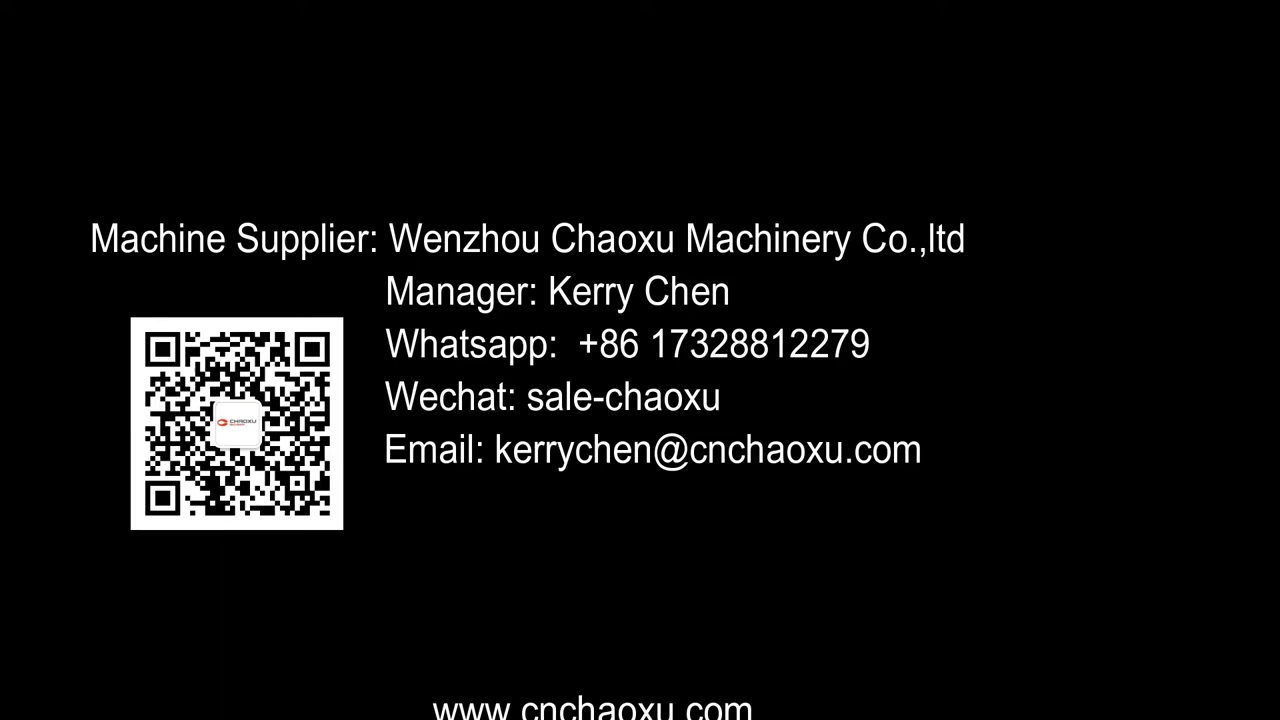 Machine Supplier: Wenzhou Chaoxu Machinery Co.,ltd
Manager: Kerry Chen
Whatsapp: +86 17328812279
Wechat: sale-chaoxu
Email: kerrychen@cnchaoxu.com
CHAOXU
www.cnchaoxu.com